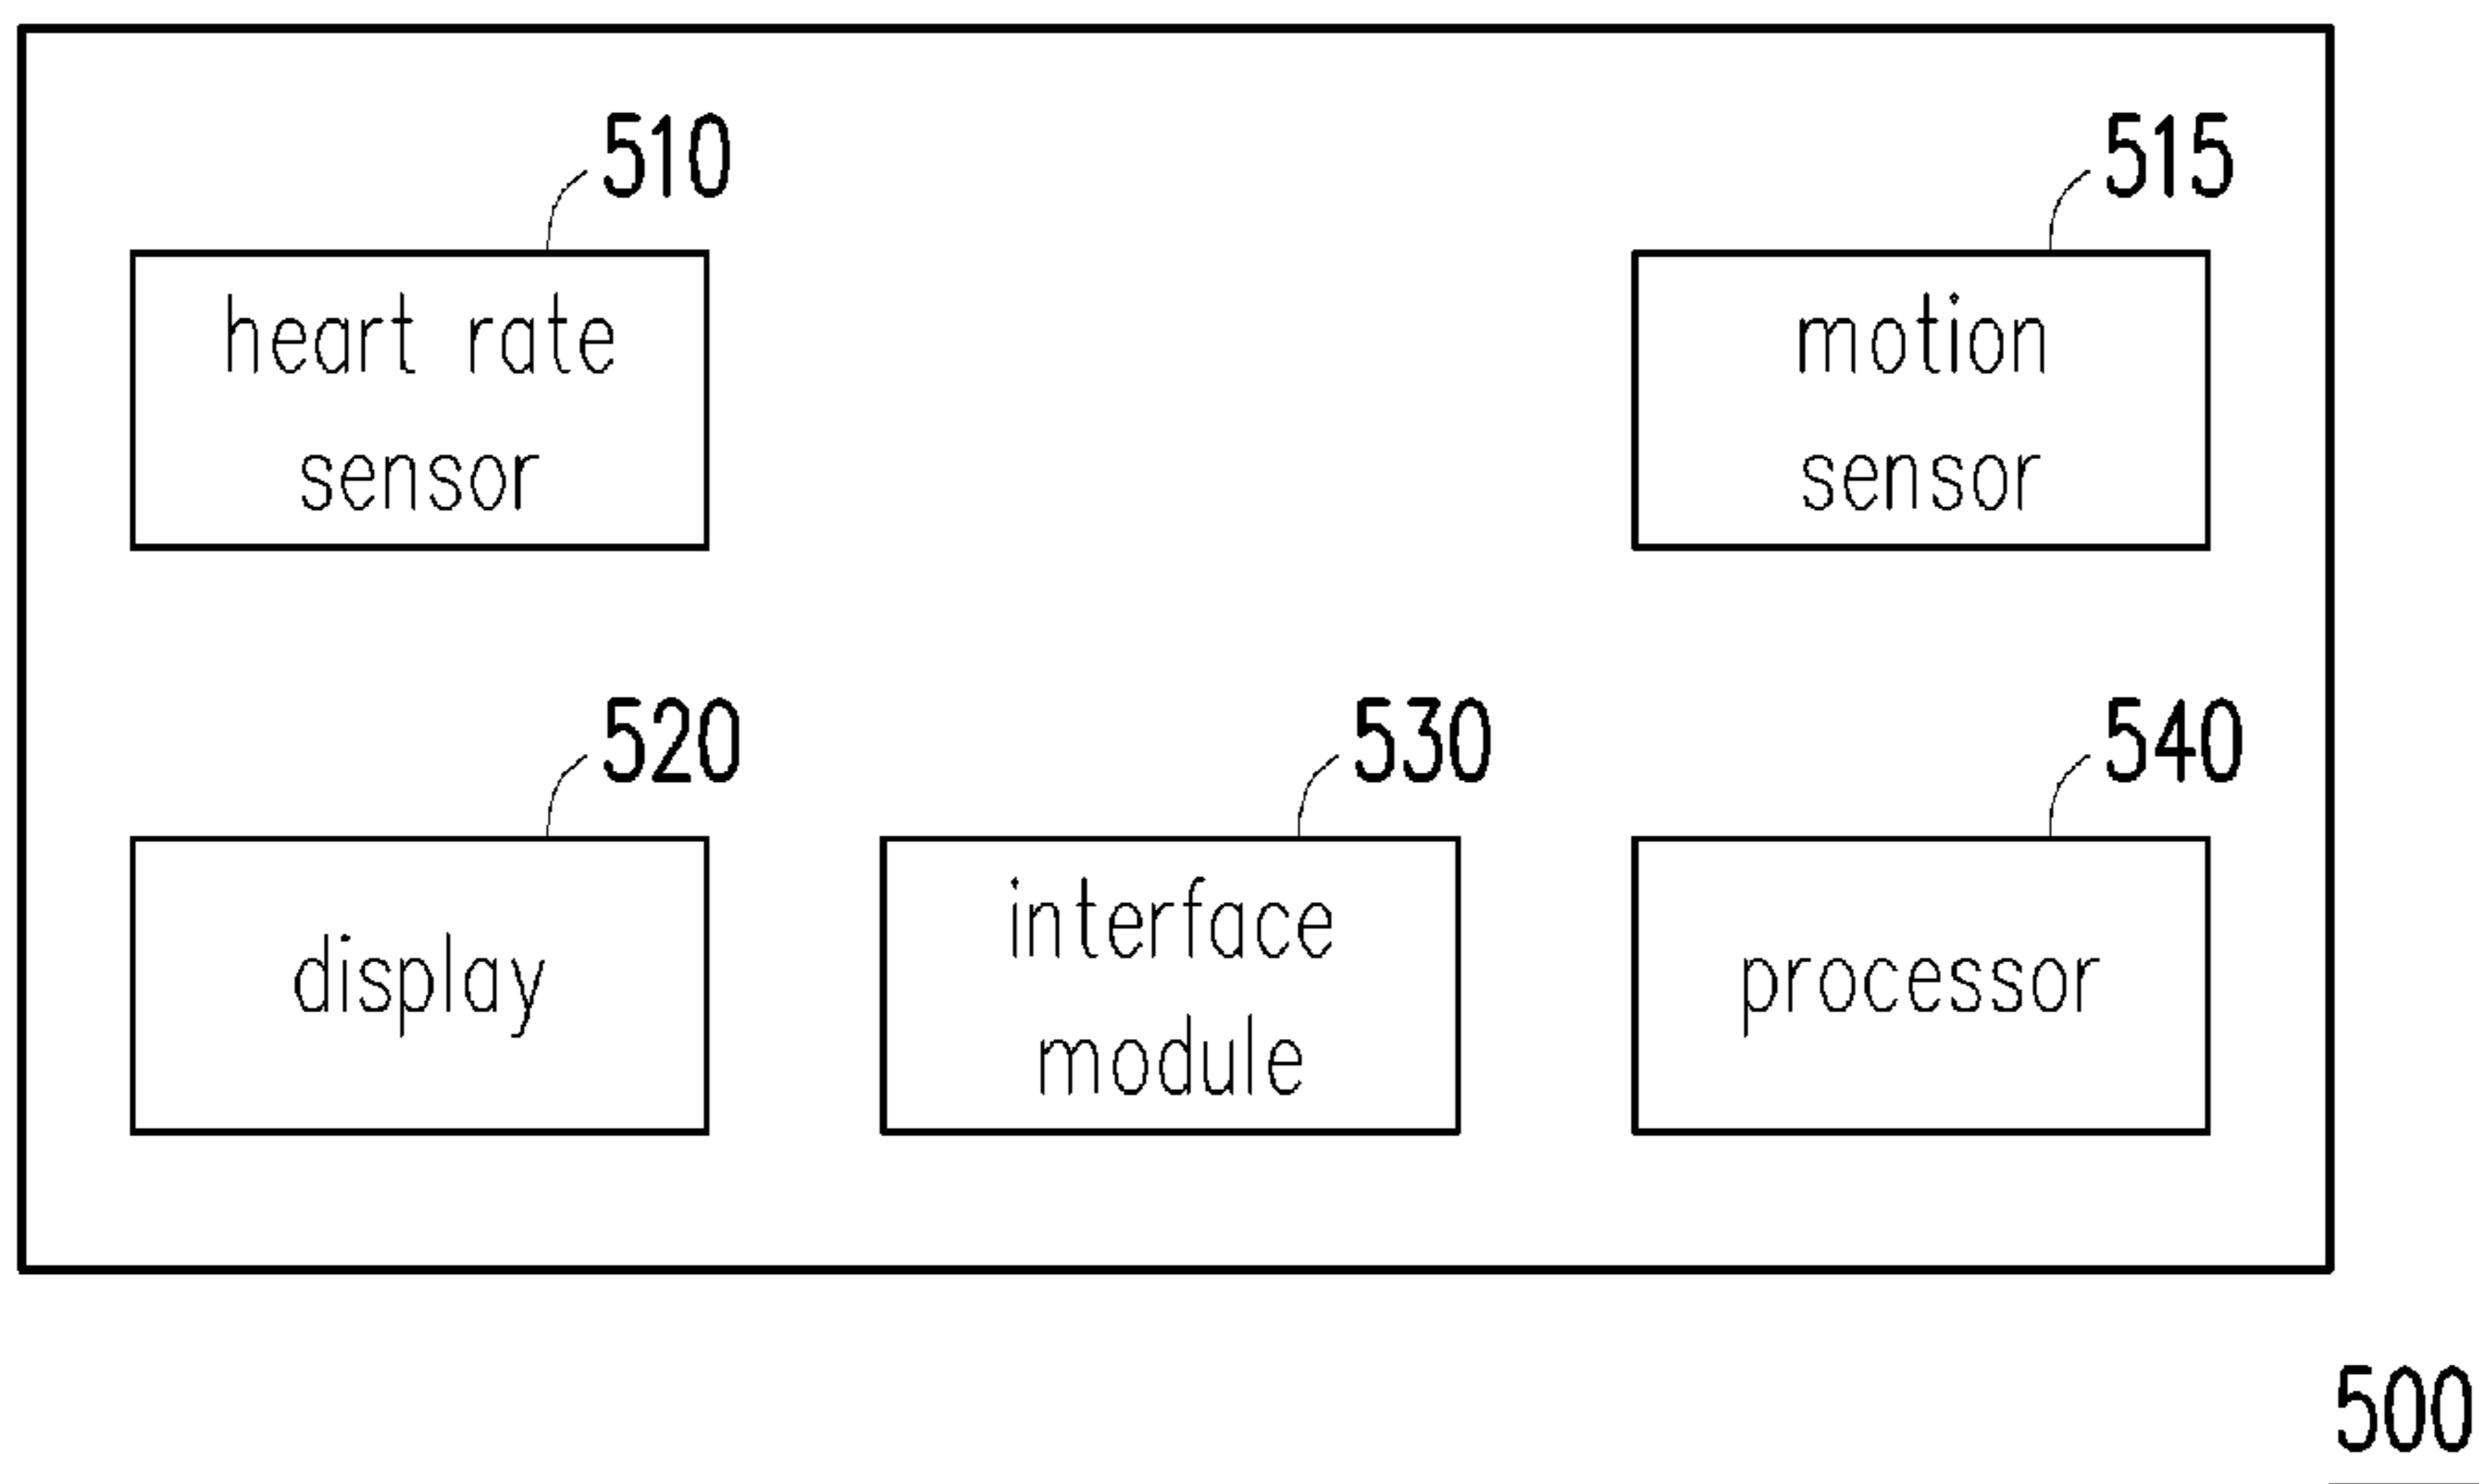 510
515
heart rate
sensor
motion
sensor
520
530
540
display
interface
module
processor
500